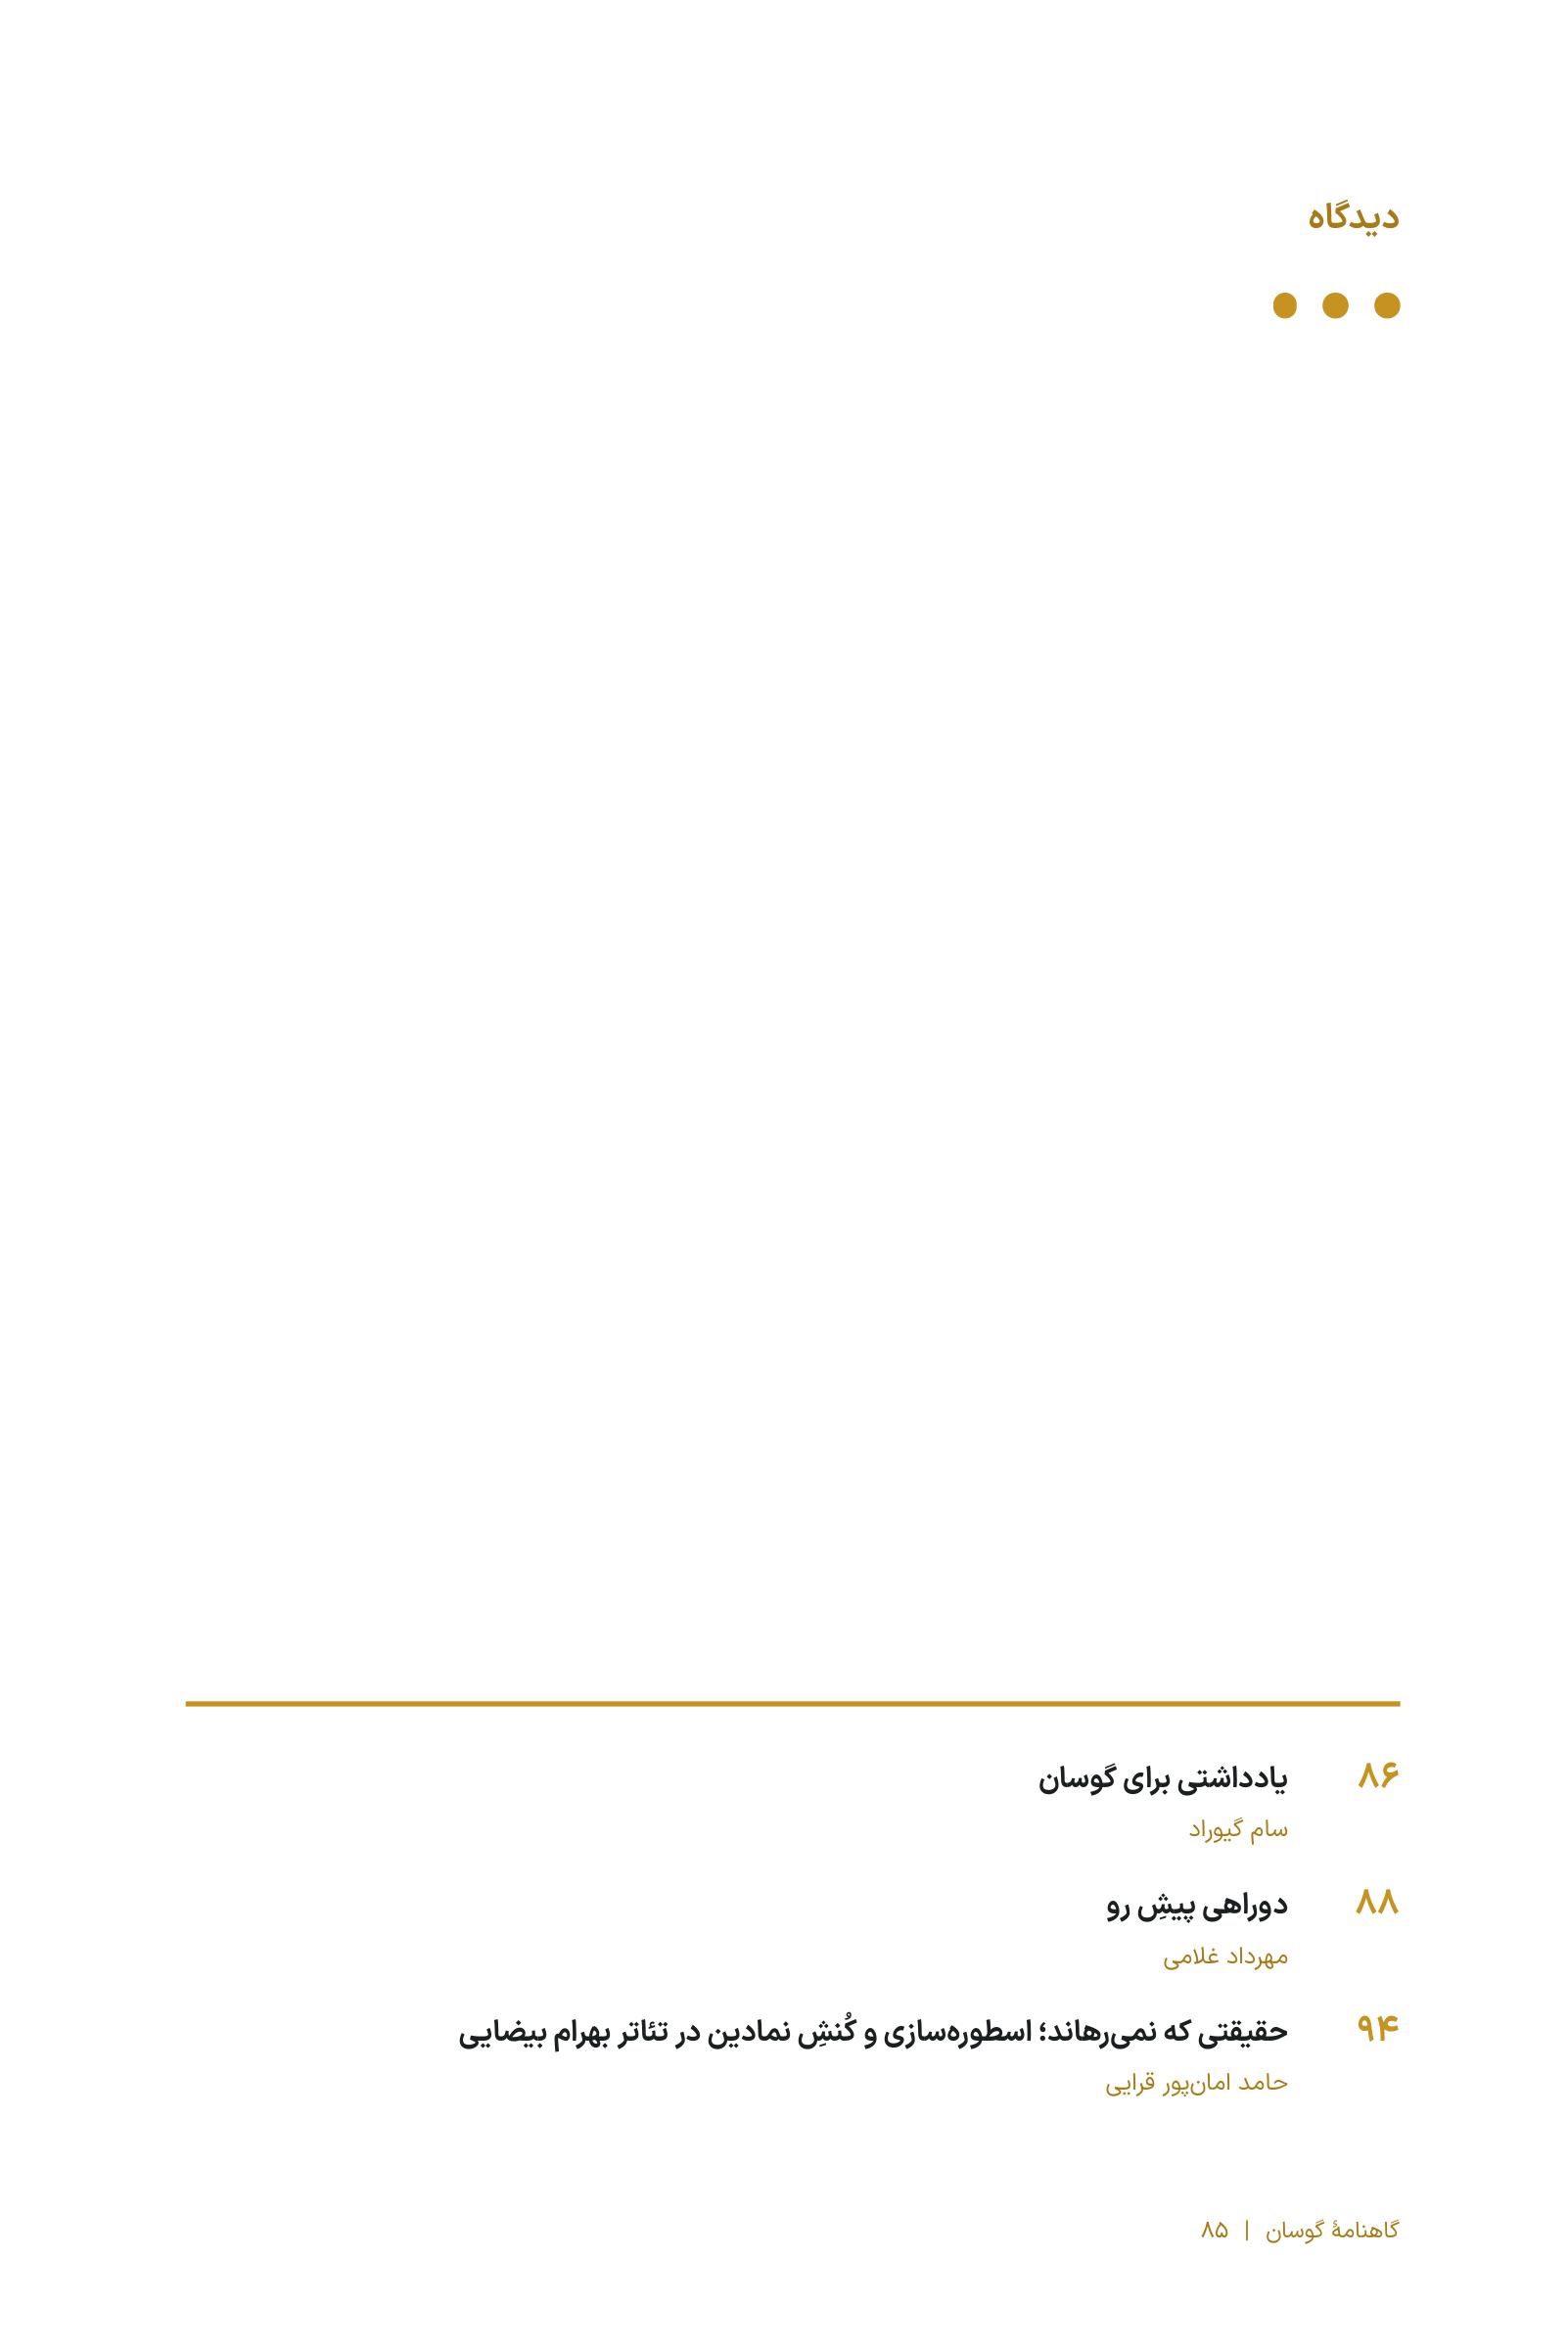 دیدگاه
۸۶ یادداشتی برای گوسان
سام گیوراد
۸۸ دوراهی پیشِ رو
مهرداد غلامی
۹۴ حقیقتی که نمی‌رهاند؛ اسطوره‌سازی و کُنشِ نمادین در تئاتر بهرام بیضایی
حامد امان‌پور قرایی
گاهنامهٔ گوسان | ۸۵